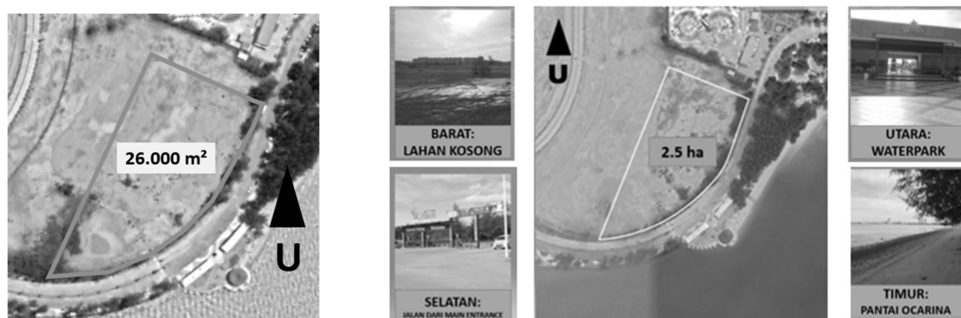 26.000 m²
U
BARAT:
LAHAN KOSONG
SELATAN:
JALAN DARI MAIN ENTRANCE
U
2.5 ha
UTARA:
WATERPARK
TIMUR:
PANTAI OCARINA